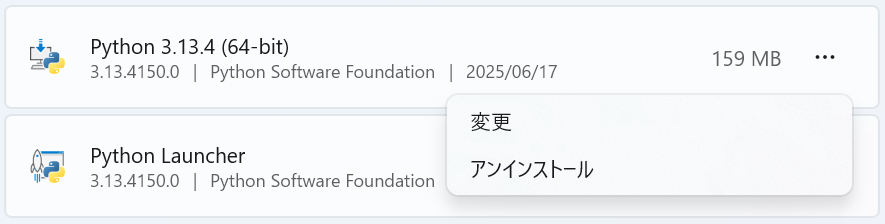 Python 3.13.4 (64-bit)
3.13.4150.0 | Python Software Foundation | 2025/06/17
159 MB
変更
アンインストール
Python Launcher
3.13.4150.0 | Python Software Foundation